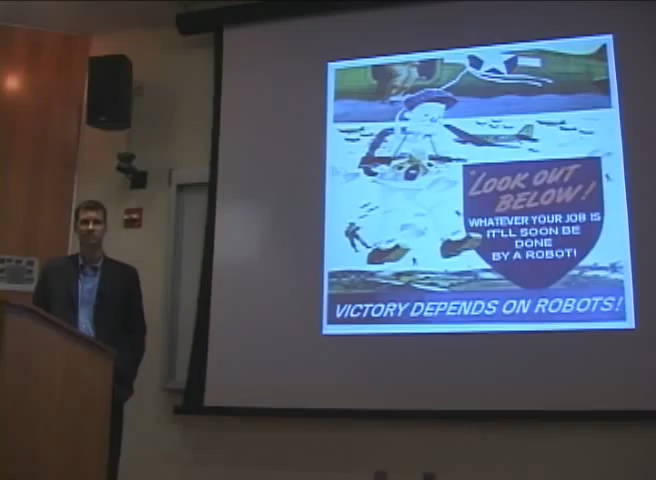 "LOOK OUT
BELOW!
WHATEVER YOUR JOB IS
IT'LL SOON BE
DONE
BY A ROBOT!
VICTORY DEPENDS ON ROBOTS!